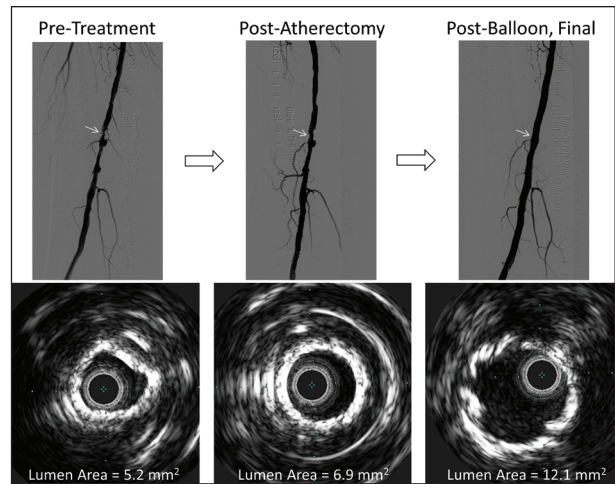 Pre-Treatment
Post-Atherectomy
Post-Balloon, Final
Lumen Area = 5.2 mm²
Lumen Area = 6.9 mm²
Lumen Area = 12.1 mm²